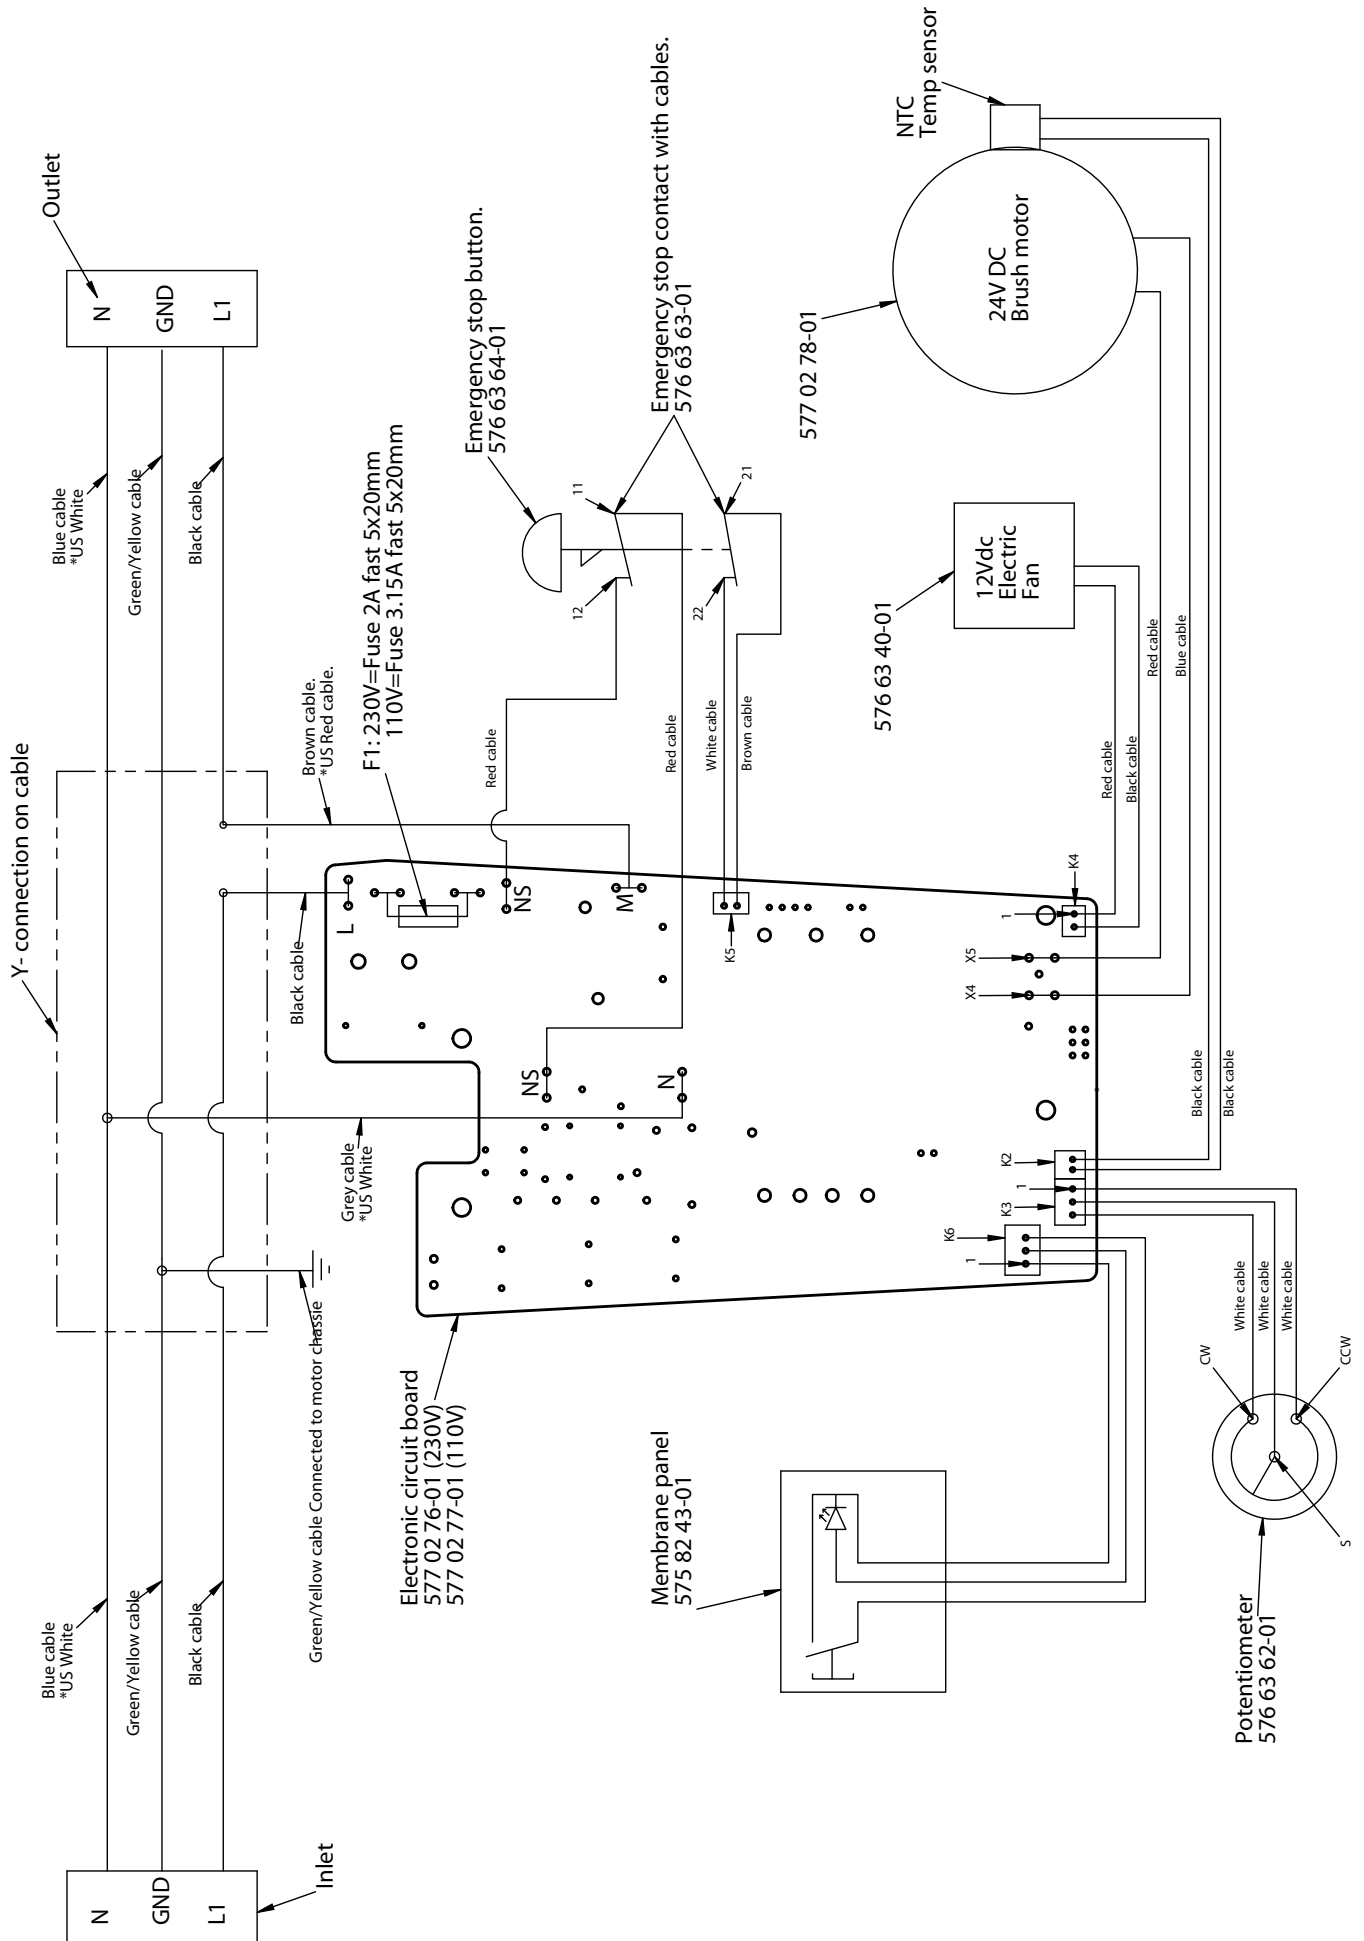 Y- connection on cable
Outlet
N
GND
L1
Blue cable
*US White
Green/Yellow cable
Black cable
Blue cable
*US White
Green/Yellow cable
Black cable
N
GND
L1
Inlet
Green/Yellow cable Connected to motor chassie
Grey cable
*US White
Black cable
Brown cable.
*US Red cable.
F1: 230V=Fuse 2A fast 5x20mm
110V=Fuse 3.15A fast 5x20mm
Emergency stop button.
576 63 64-01
Emergency stop contact with cables.
576 63 63-01
11
12
21
22
Red cable
Red cable
White cable
Brown cable
L
NS
M
NS
N
K5
Electronic circuit board
577 02 76-01 (230V)
577 02 77-01 (110V)
Membrane panel
575 82 43-01
Potentiometer
576 63 62-01
CW
CCW
S
White cable
White cable
White cable
K6
1
K3
1
K2
X4
X5
1
K4
Black cable
Black cable
Red cable
Black cable
Red cable
Blue cable
576 63 40-01
12Vdc
Electric
Fan
577 02 78-01
24V DC
Brush motor
NTC
Temp sensor